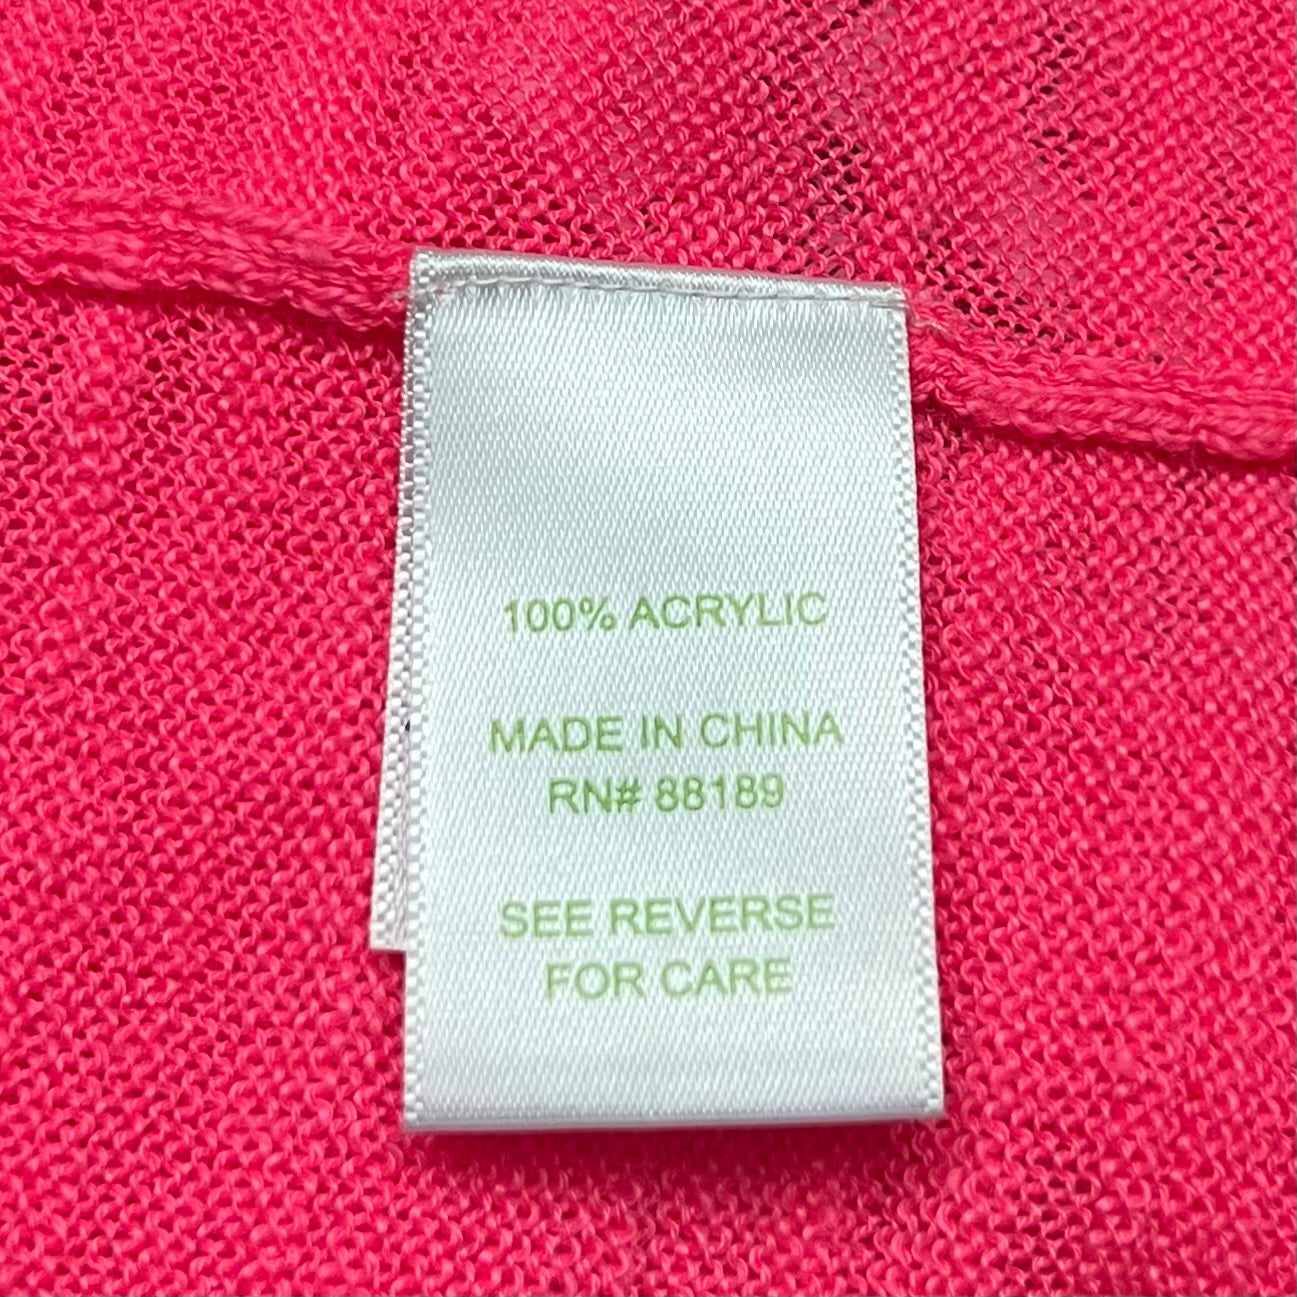 100% ACRYLIC
MADE IN CHINA
RN# 88189
SEE REVERSE
FOR CARE